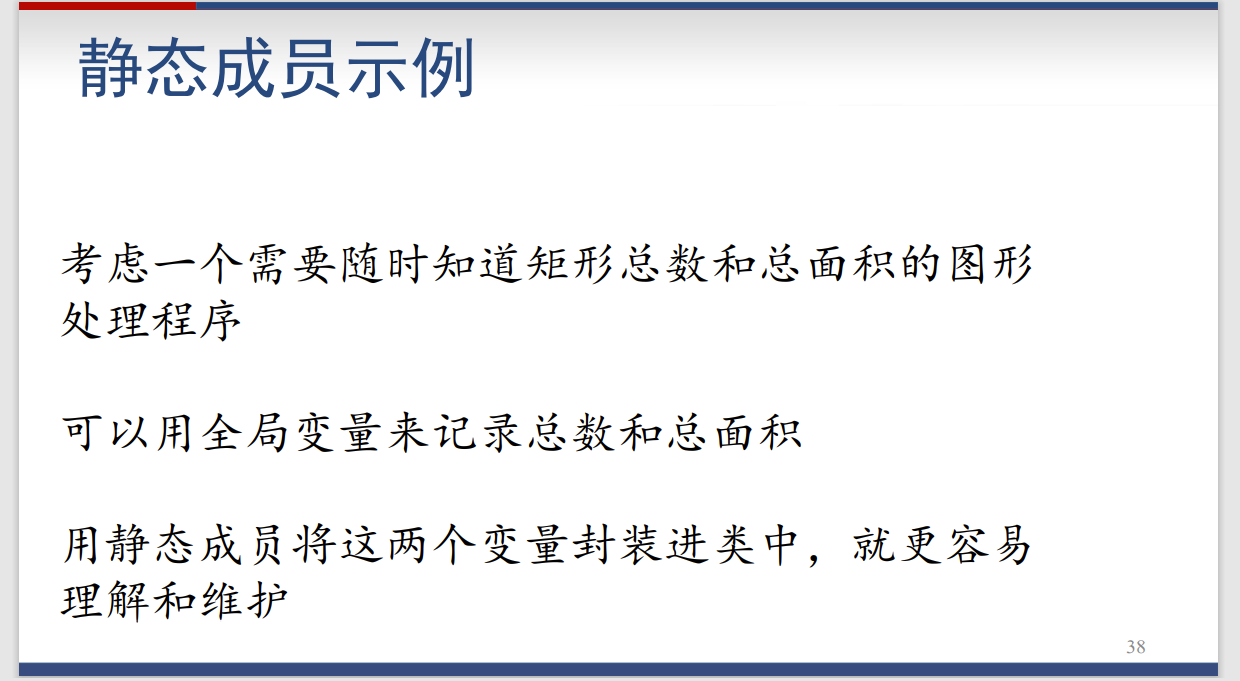 静态成员示例
考虑一个需要随时知道矩形总数和总面积的图形
处理程序
可以用全局变量来记录总数和总面积
用静态成员将这两个变量封装进类中，就更容易
理解和维护
38